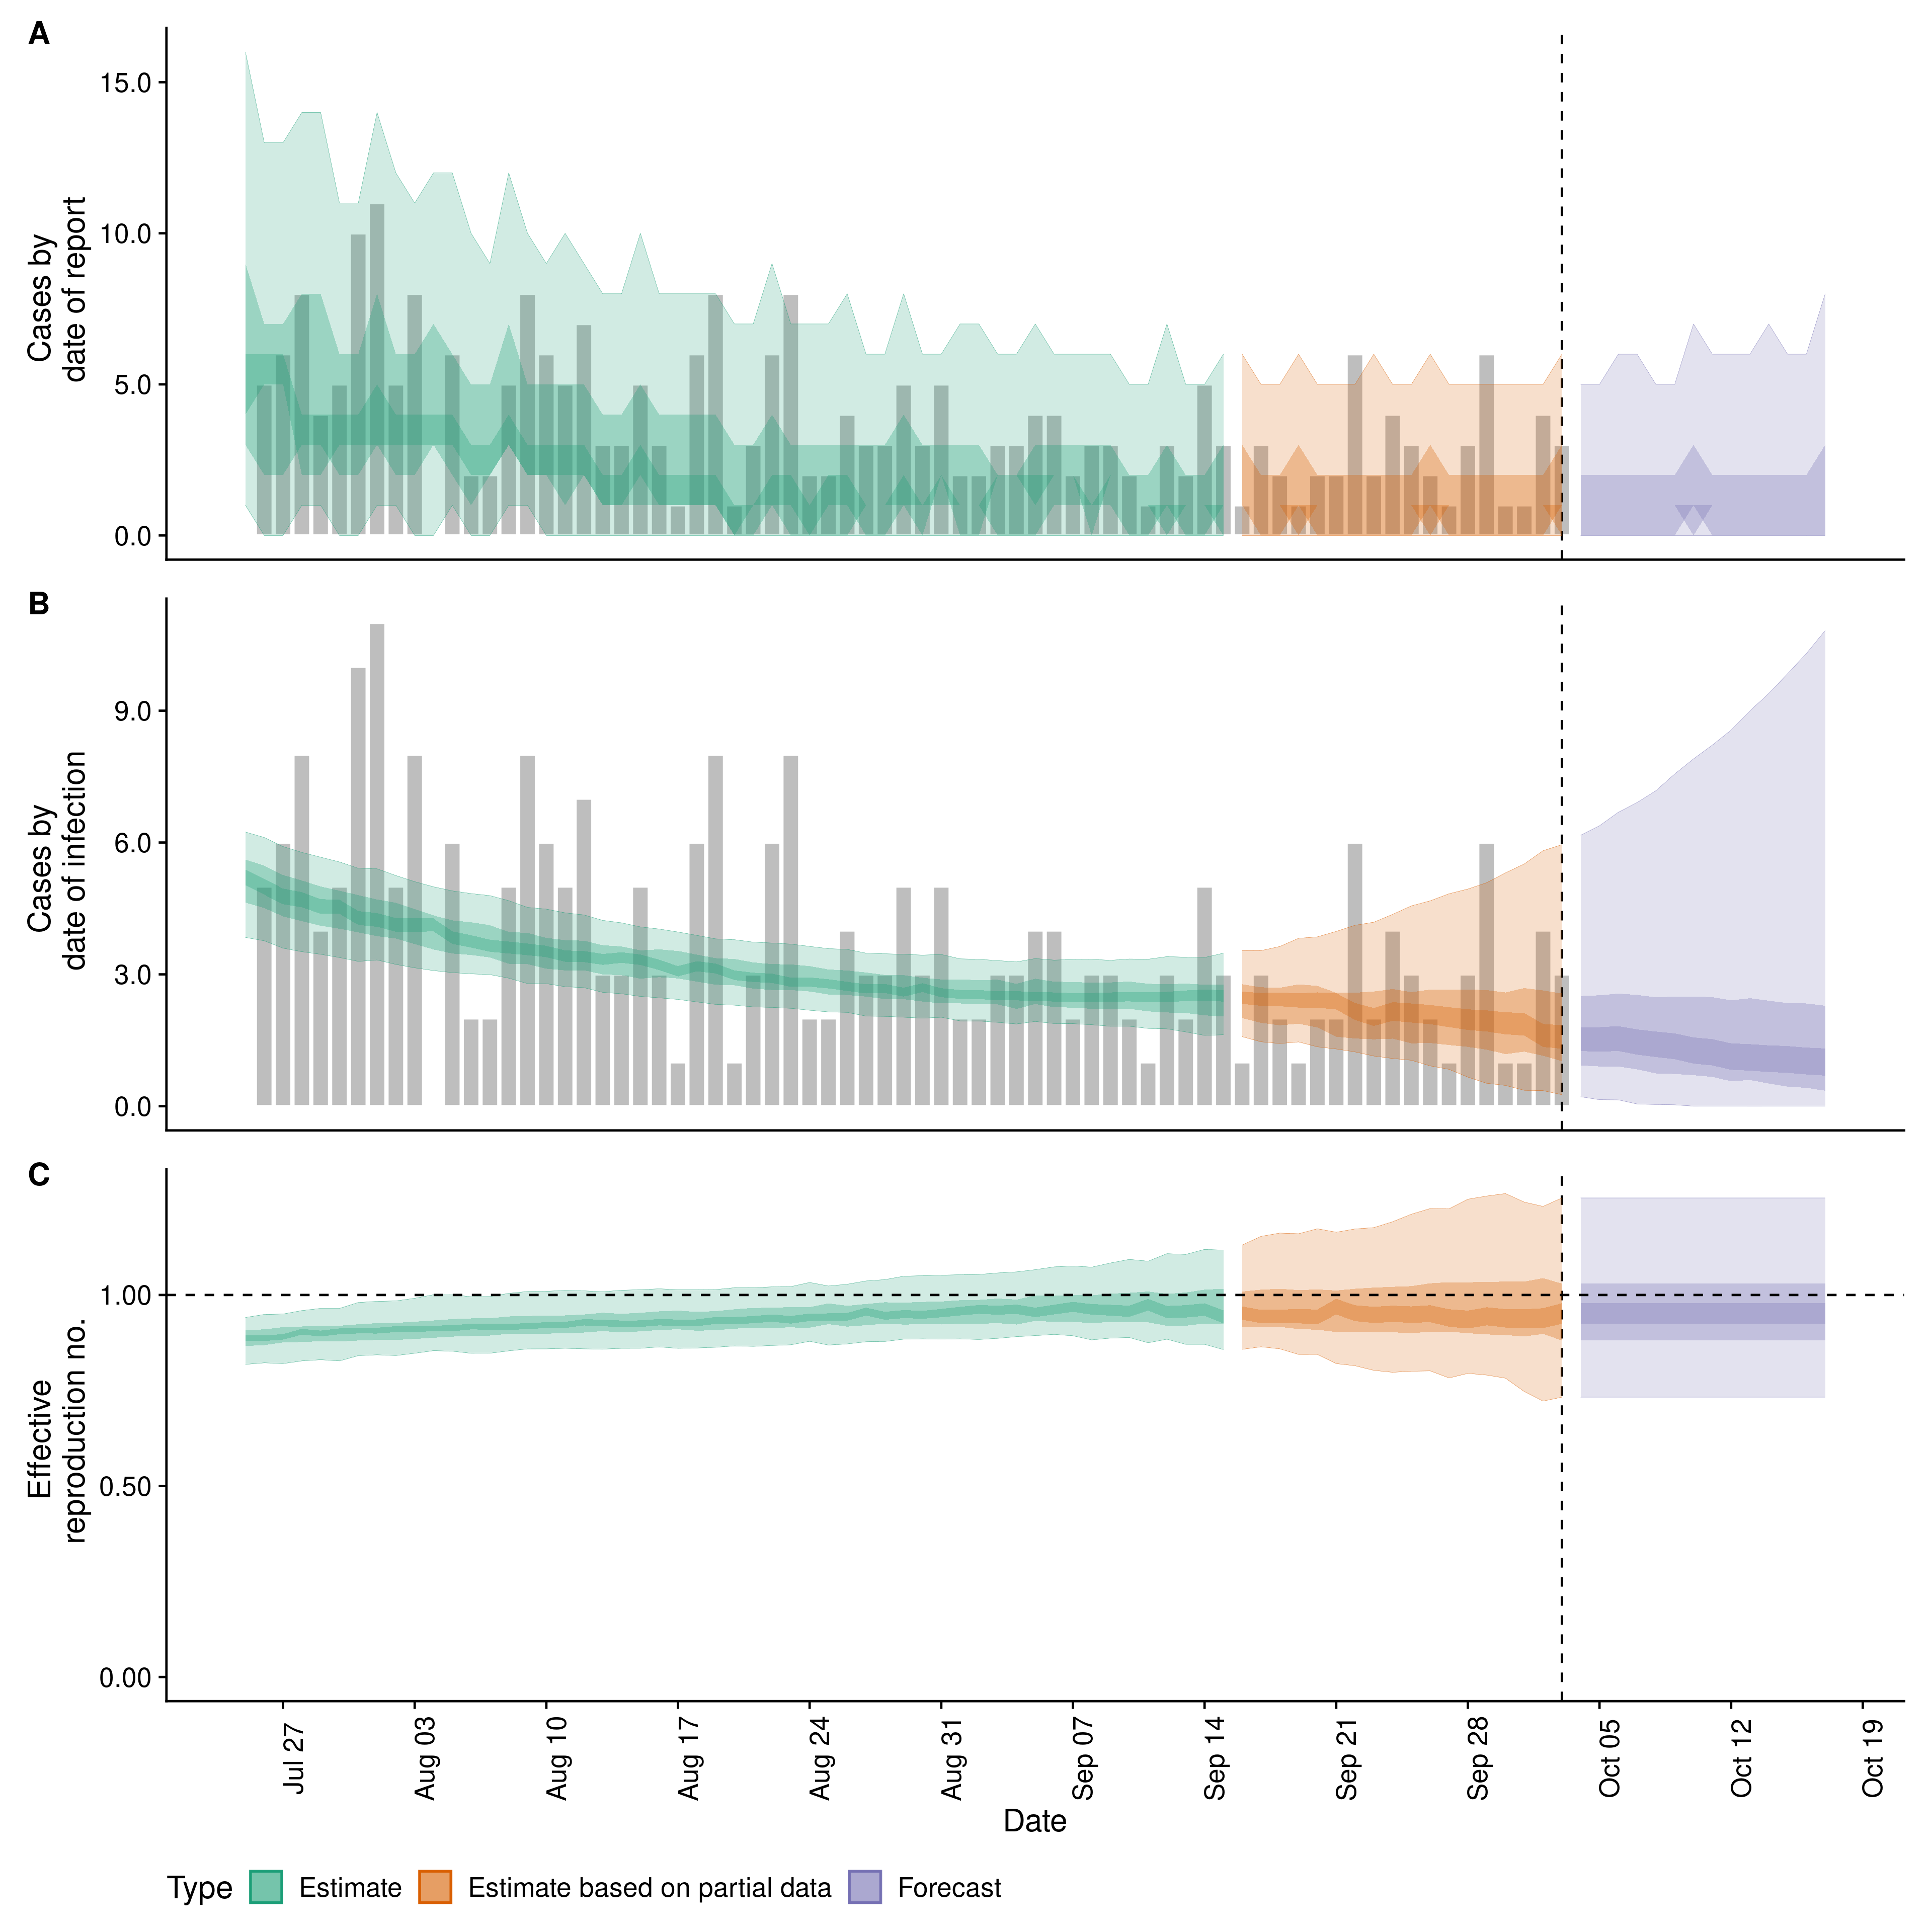 A
Cases by
date of report
15.0
10.0
5.0
0.0
B
Cases by
date of infection
9.0
6.0
3.0
0.0
C
Effective
reproduction no.
1.00
0.50
0.00
Jul 27
Aug 03
Aug 10
Aug 17
Aug 24
Aug 31
Sep 07
Sep 14
Sep 21
Sep 28
Oct 05
Oct 12
Oct 19
Date
Type
Estimate
Estimate based on partial data
Forecast